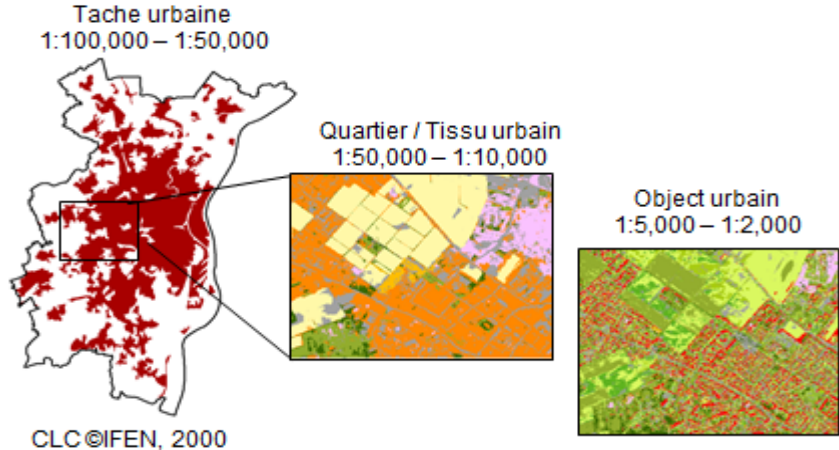 Tache urbaine
1:100,000 – 1:50,000
Quartier / Tissu urbain
1:50,000 – 1:10,000
Object urbain
1:5,000 – 1:2,000
CLC ©IFEN, 2000